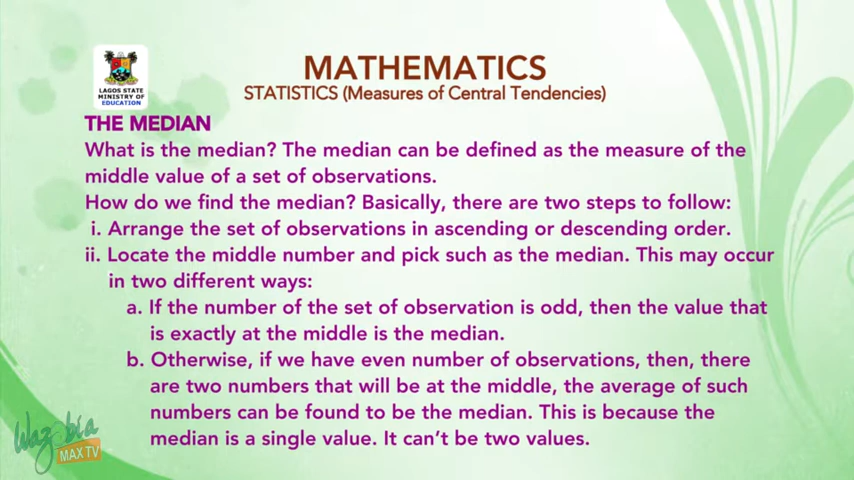 MATHEMATICS
STATISTICS (Measures of Central Tendencies)
LAGOS STATE
MINISTRY OF
EDUCATION
THE MEDIAN
What is the median? The median can be defined as the measure of the
middle value of a set of observations.
How do we find the median? Basically, there are two steps to follow:
i. Arrange the set of observations in ascending or descending order.
ii. Locate the middle number and pick such as the median. This may occur
in two different ways:
a. If the number of the set of observation is odd, then the value that
is exactly at the middle is the median.
b. Otherwise, if we have even number of observations, then, there
are two numbers that will be at the middle, the average of such
numbers can be found to be the median. This is because the
median is a single value. It can't be two values.
Wazobia
MAX TV